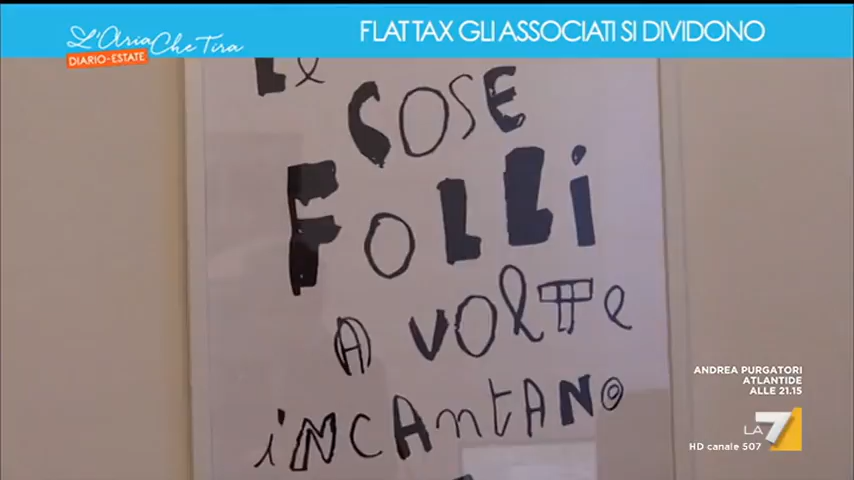 L'Aria Che Tira
DIARIO-ESTATE
FLAT TAX GLI ASSOCIATI SI DIVIDONO
Le
COSE
FOLLi
A VOLTE
iNCANTANO
ANDREA PURGATORI
ATLANTIDE
ALLE 21.15
LA7
HD canale 507